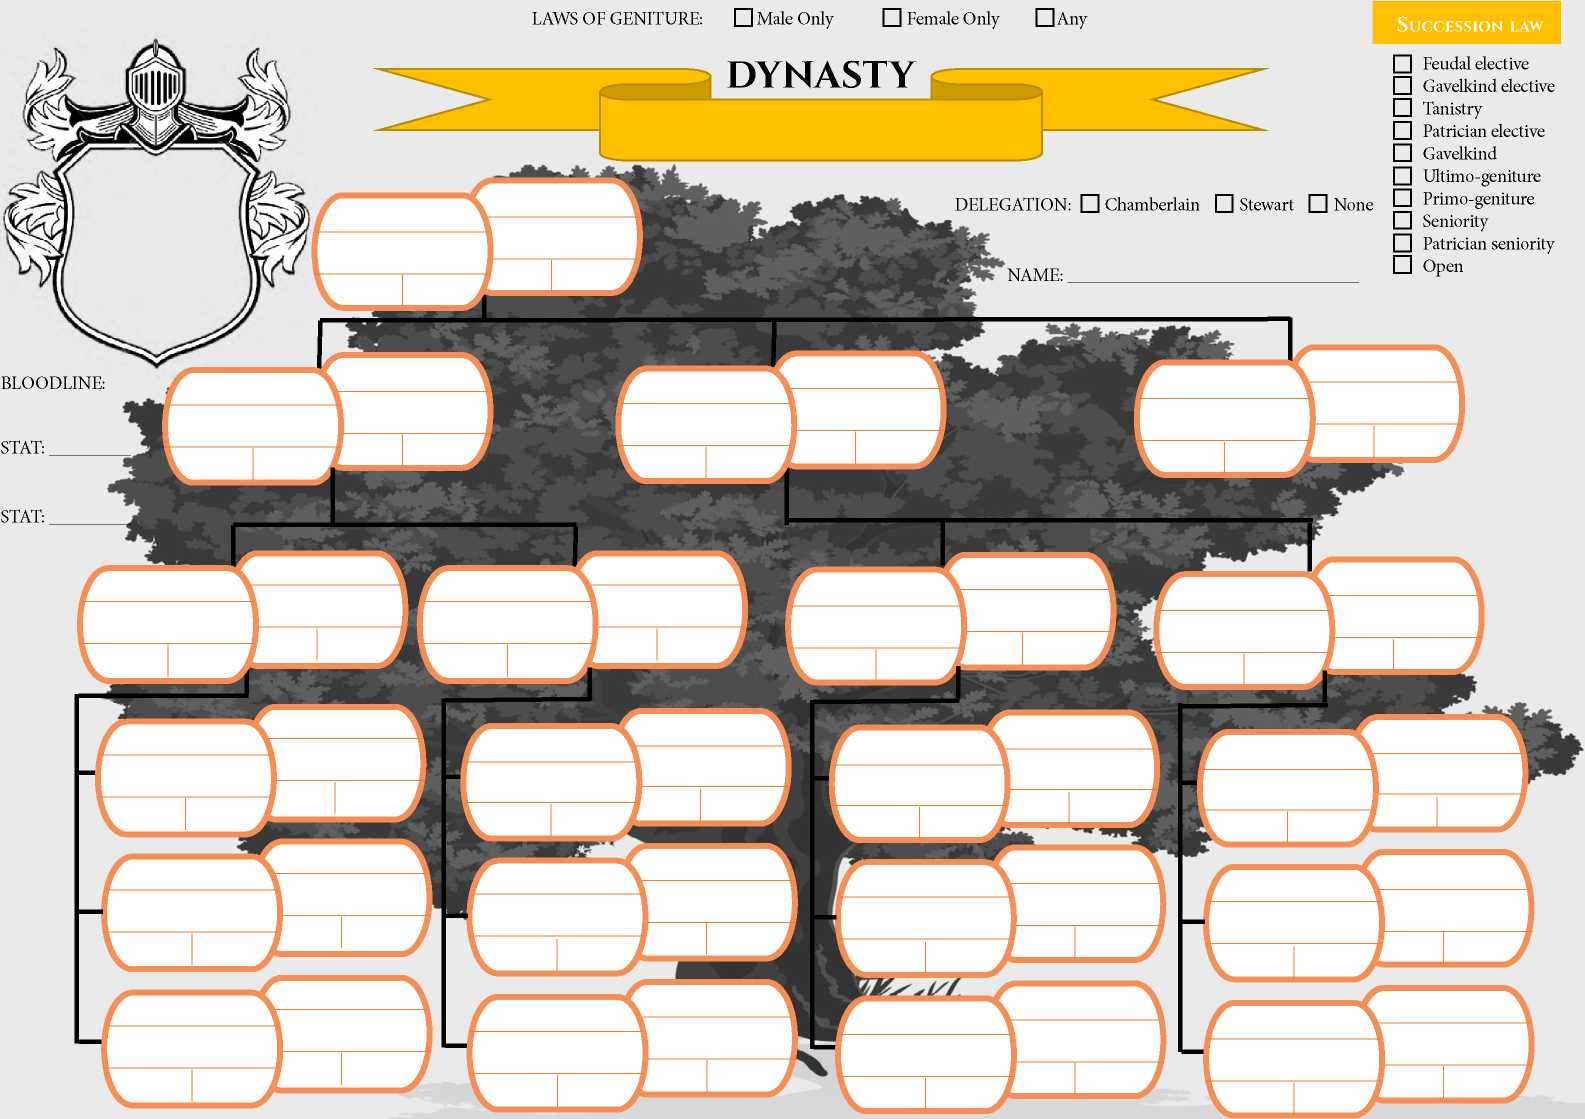 LAWS OF GENITURE: Male Only Female Only Any
SUCCESSION LAW
Feudal elective
Gavelkind elective
Tanistry
Patrician elective
Gavelkind
Ultimo-geniture
Primo-geniture
Seniority
Patrician seniority
Open
DYNASTY
DELEGATION: Chamberlain Stewart None
NAME:
BLOODLINE:
STAT:
STAT: